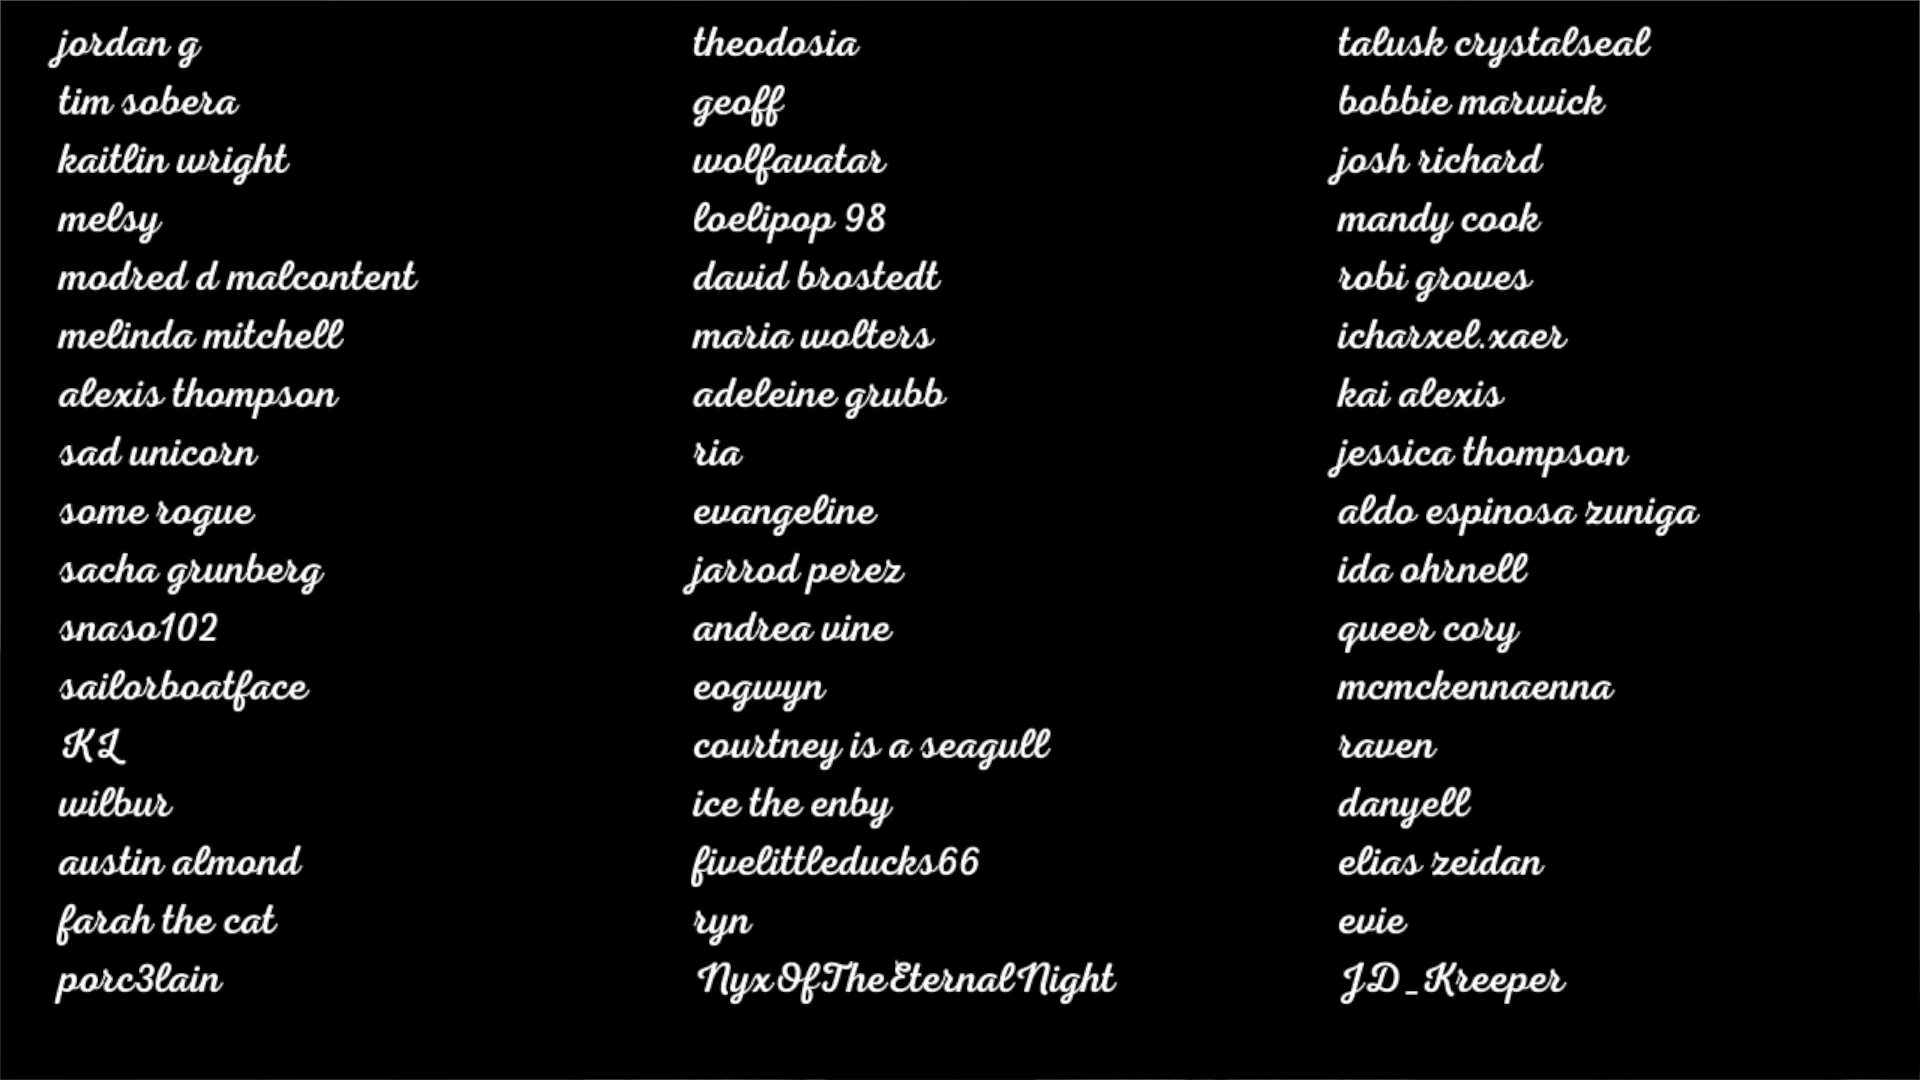 jordan g
tim sobera
kaitlin wright
melsy
modred d malcontent
melinda mitchell
alexis thompson
sad unicorn
some rogue
sacha grunberg
snaso102
sailorboatface
KL
wilbur
austin almond
farah the cat
porc3lain
theodosia
geoff
wolfavatar
loelipop 98
david brostedt
maria wolters
adeleine grubb
ria
evangeline
jarrod perez
andrea vine
eogwyn
courtney is a seagull
ice the enby
fivelittleducks66
ryn
NyxOfTheEternalNight
talusk crystalseal
bobbie marwick
josh richard
mandy cook
robi groves
icharxel.xaer
kai alexis
jessica thompson
aldo espinosa zuniga
ida ohrnell
queer cory
mcmckennaenna
raven
danyell
elias zeidan
evie
JD_Kreeper